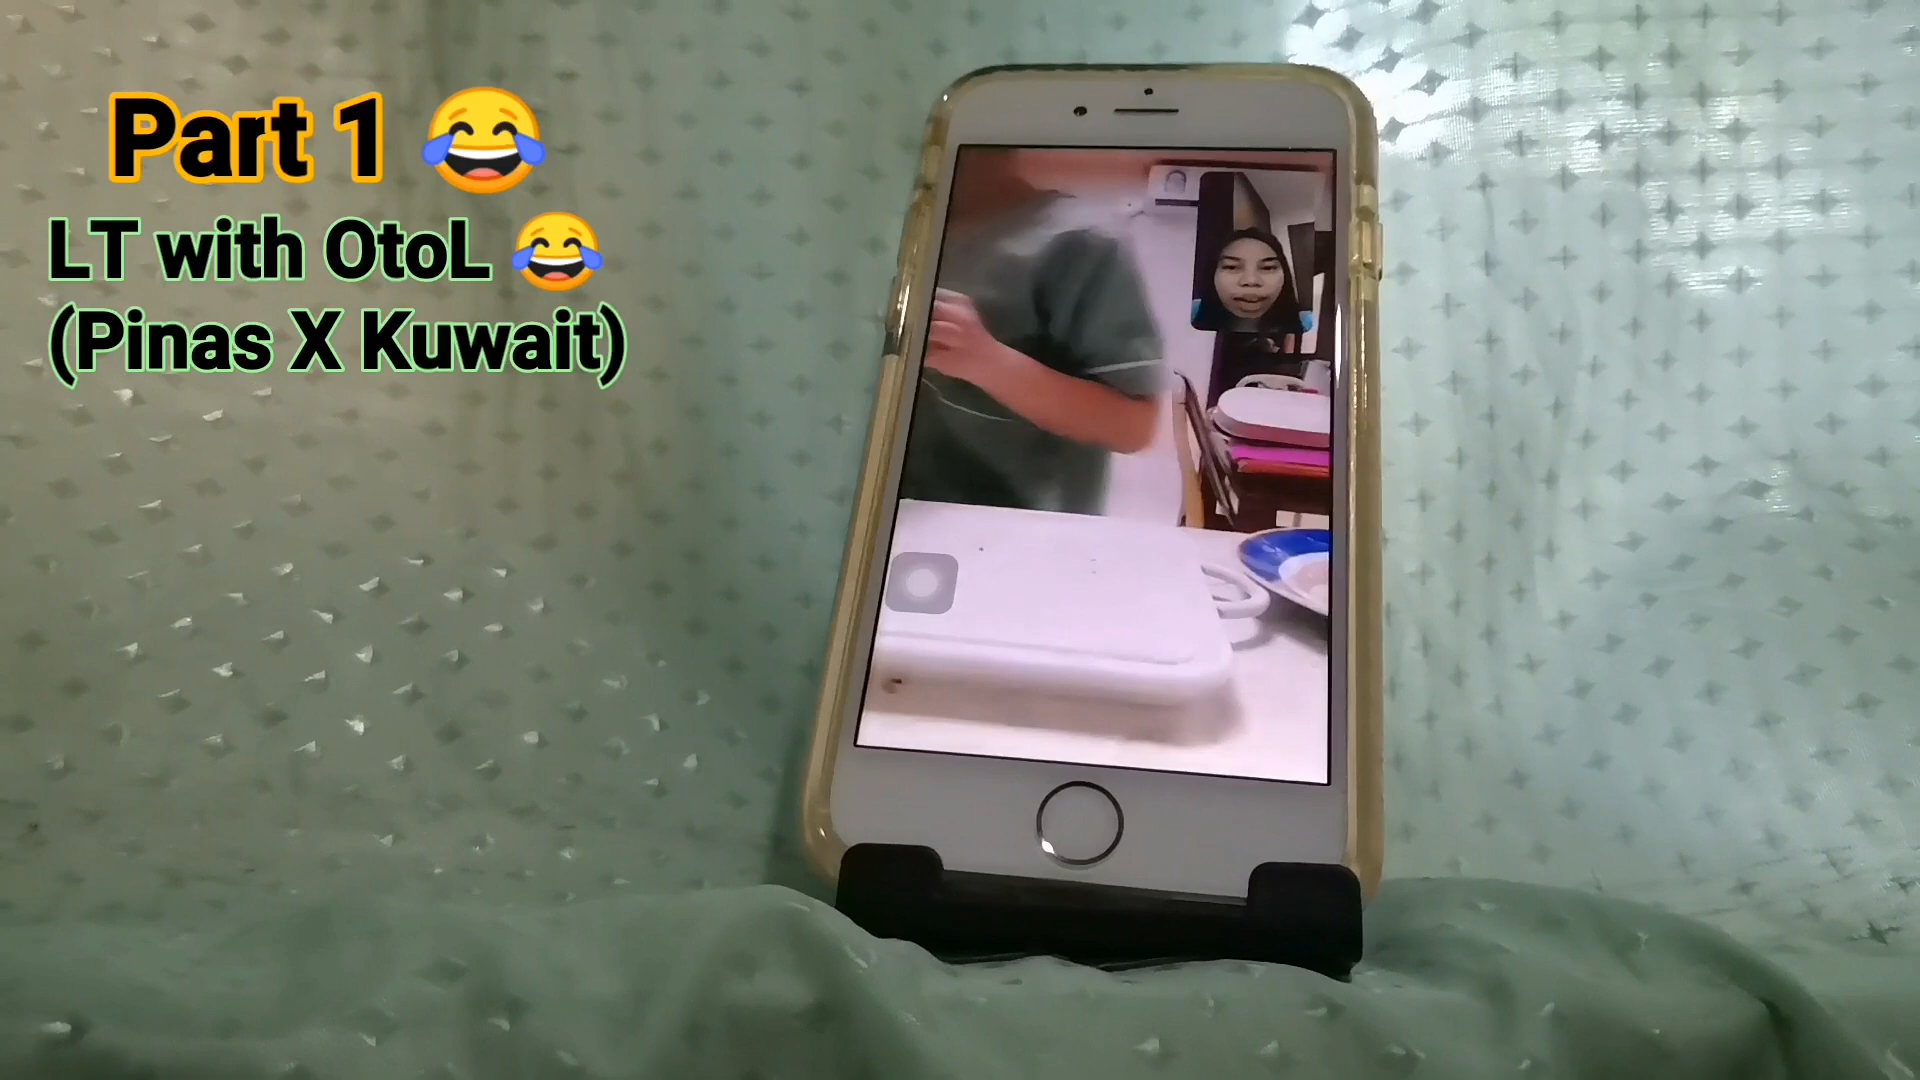 Part 1 😂
LT with OtoL 😂
(Pinas X Kuwait)